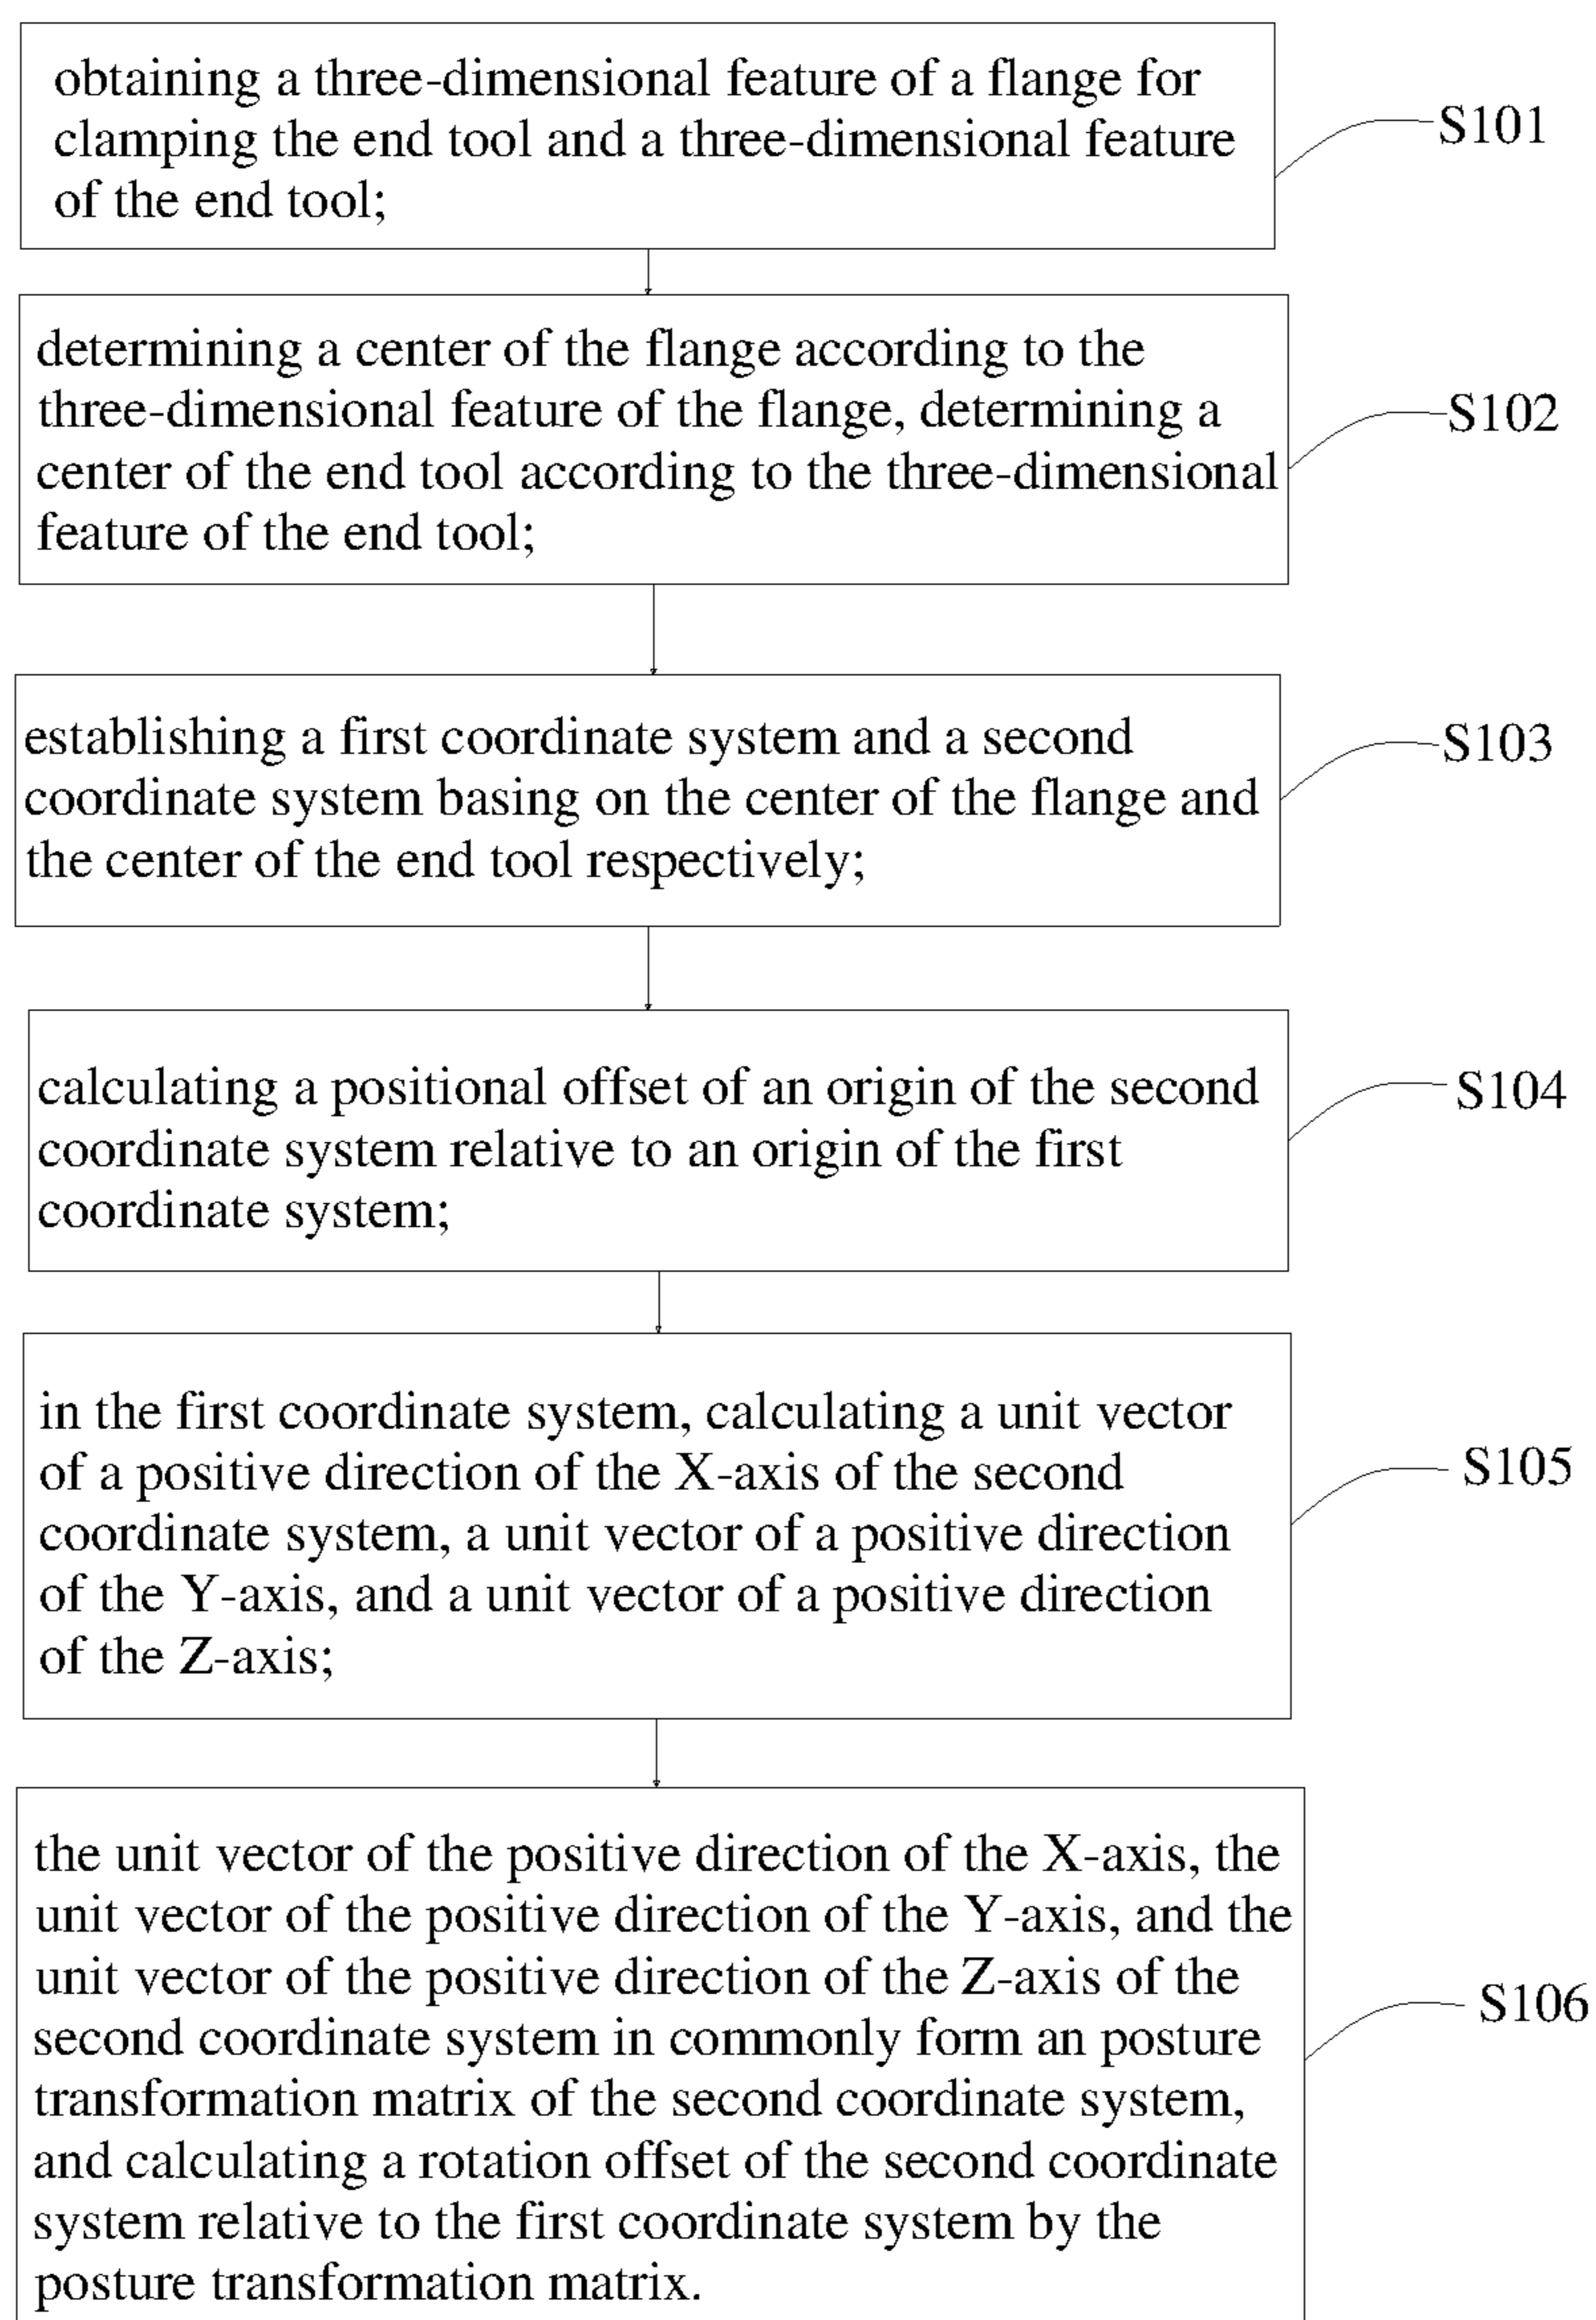 obtaining a three-dimensional feature of a flange for
clamping the end tool and a three-dimensional feature
of the end tool;
S101
determining a center of the flange according to the
three-dimensional feature of the flange, determining a
center of the end tool according to the three-dimensional
feature of the end tool;
S102
establishing a first coordinate system and a second
coordinate system basing on the center of the flange and
the center of the end tool respectively;
S103
calculating a positional offset of an origin of the second
coordinate system relative to an origin of the first
coordinate system;
S104
in the first coordinate system, calculating a unit vector
of a positive direction of the X-axis of the second
coordinate system, a unit vector of a positive direction
of the Y-axis, and a unit vector of a positive direction
of the Z-axis;
S105
the unit vector of the positive direction of the X-axis, the
unit vector of the positive direction of the Y-axis, and the
unit vector of the positive direction of the Z-axis of the
second coordinate system in commonly form an posture
transformation matrix of the second coordinate system,
and calculating a rotation offset of the second coordinate
system relative to the first coordinate system by the
posture transformation matrix.
S106